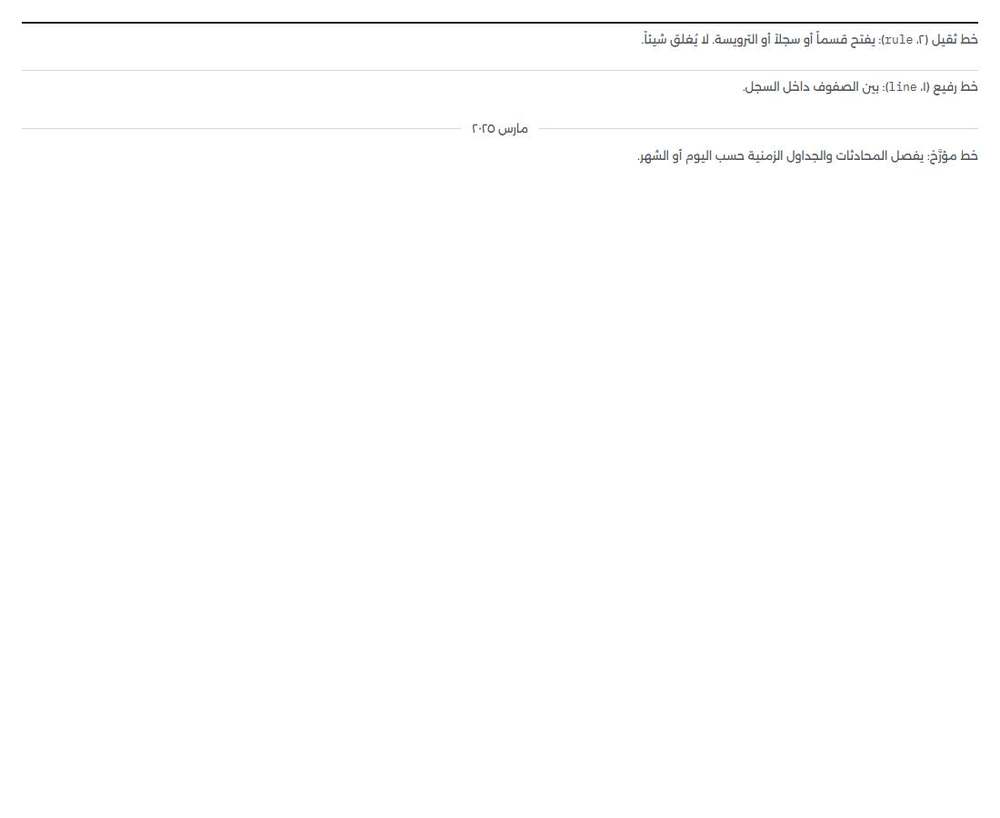 خط ثقيل (٢، rule): يفتح قسماً أو سجلاً أو الترويسة. لا يُغلق شيئاً.
خط رفيع (١، line): بين الصفوف داخل السجل.
مارس ٢٠٢٥
خط مؤرَّخ: يفصل المحادثات والجداول الزمنية حسب اليوم أو الشهر.